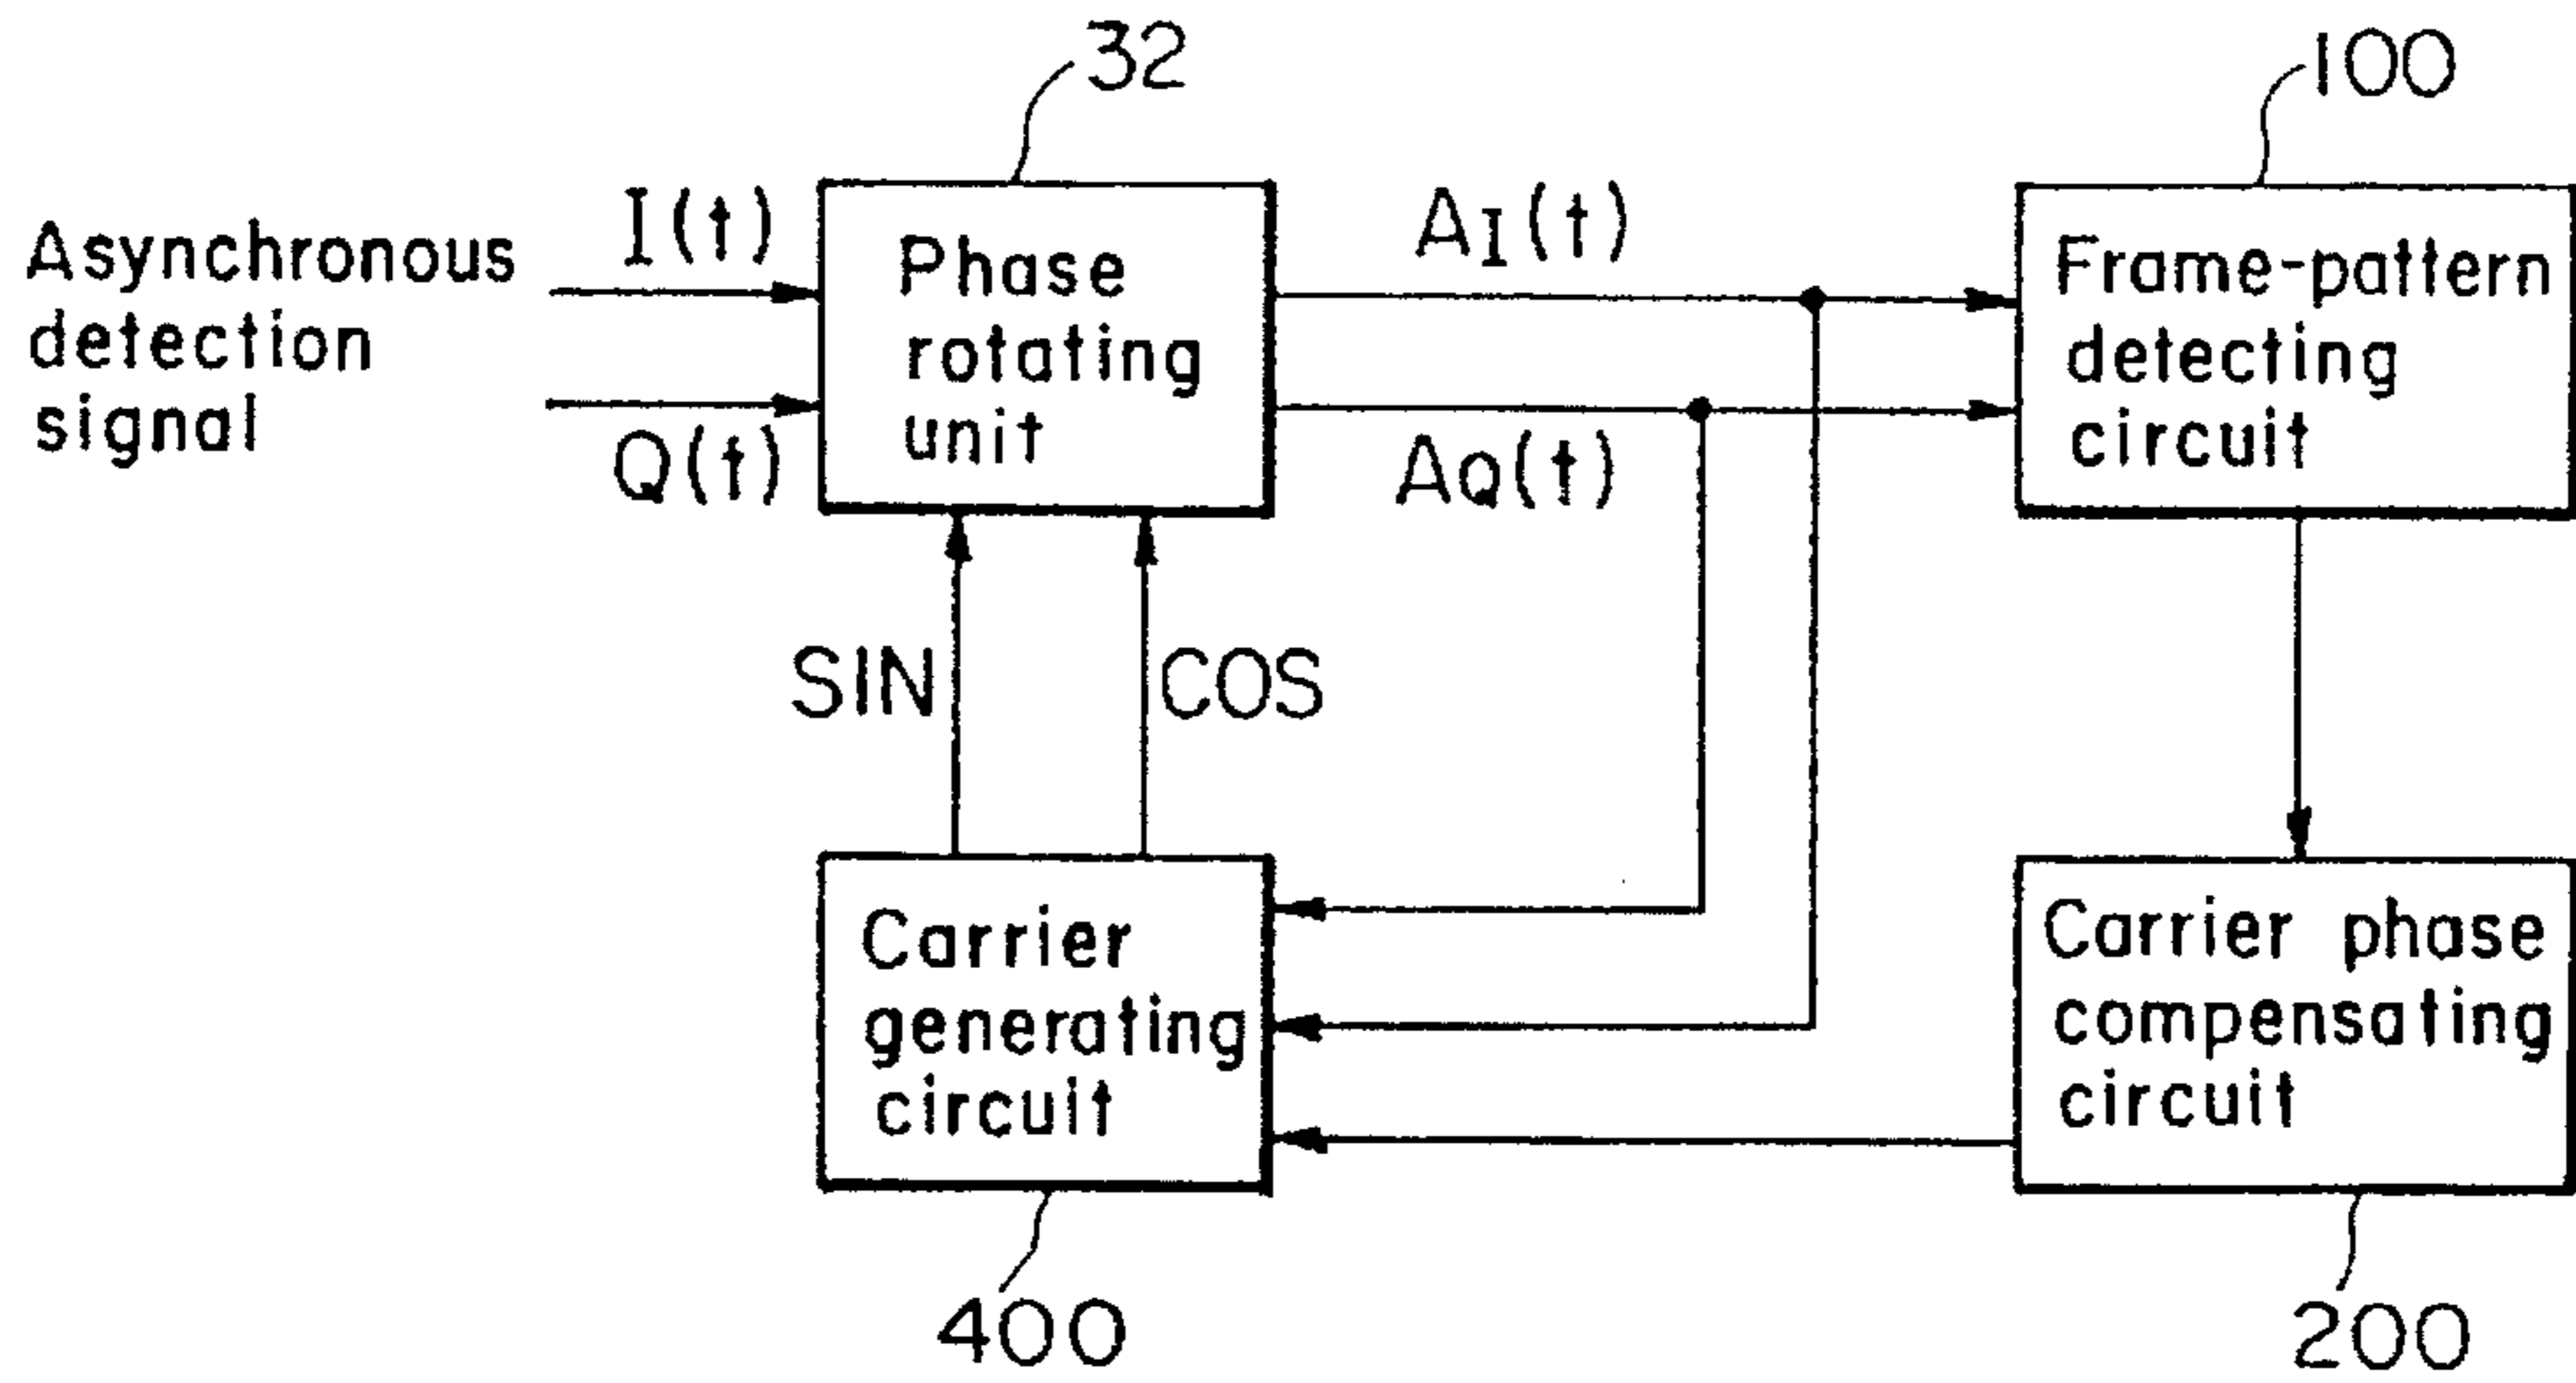 32
100
Asynchronous
detection
signal
I(t)
Q(t)
Phase
rotating
unit
AI(t)
AQ(t)
Frame-pattern
detecting
circuit
SIN
COS
Carrier
generating
circuit
Carrier phase
compensating
circuit
400
200